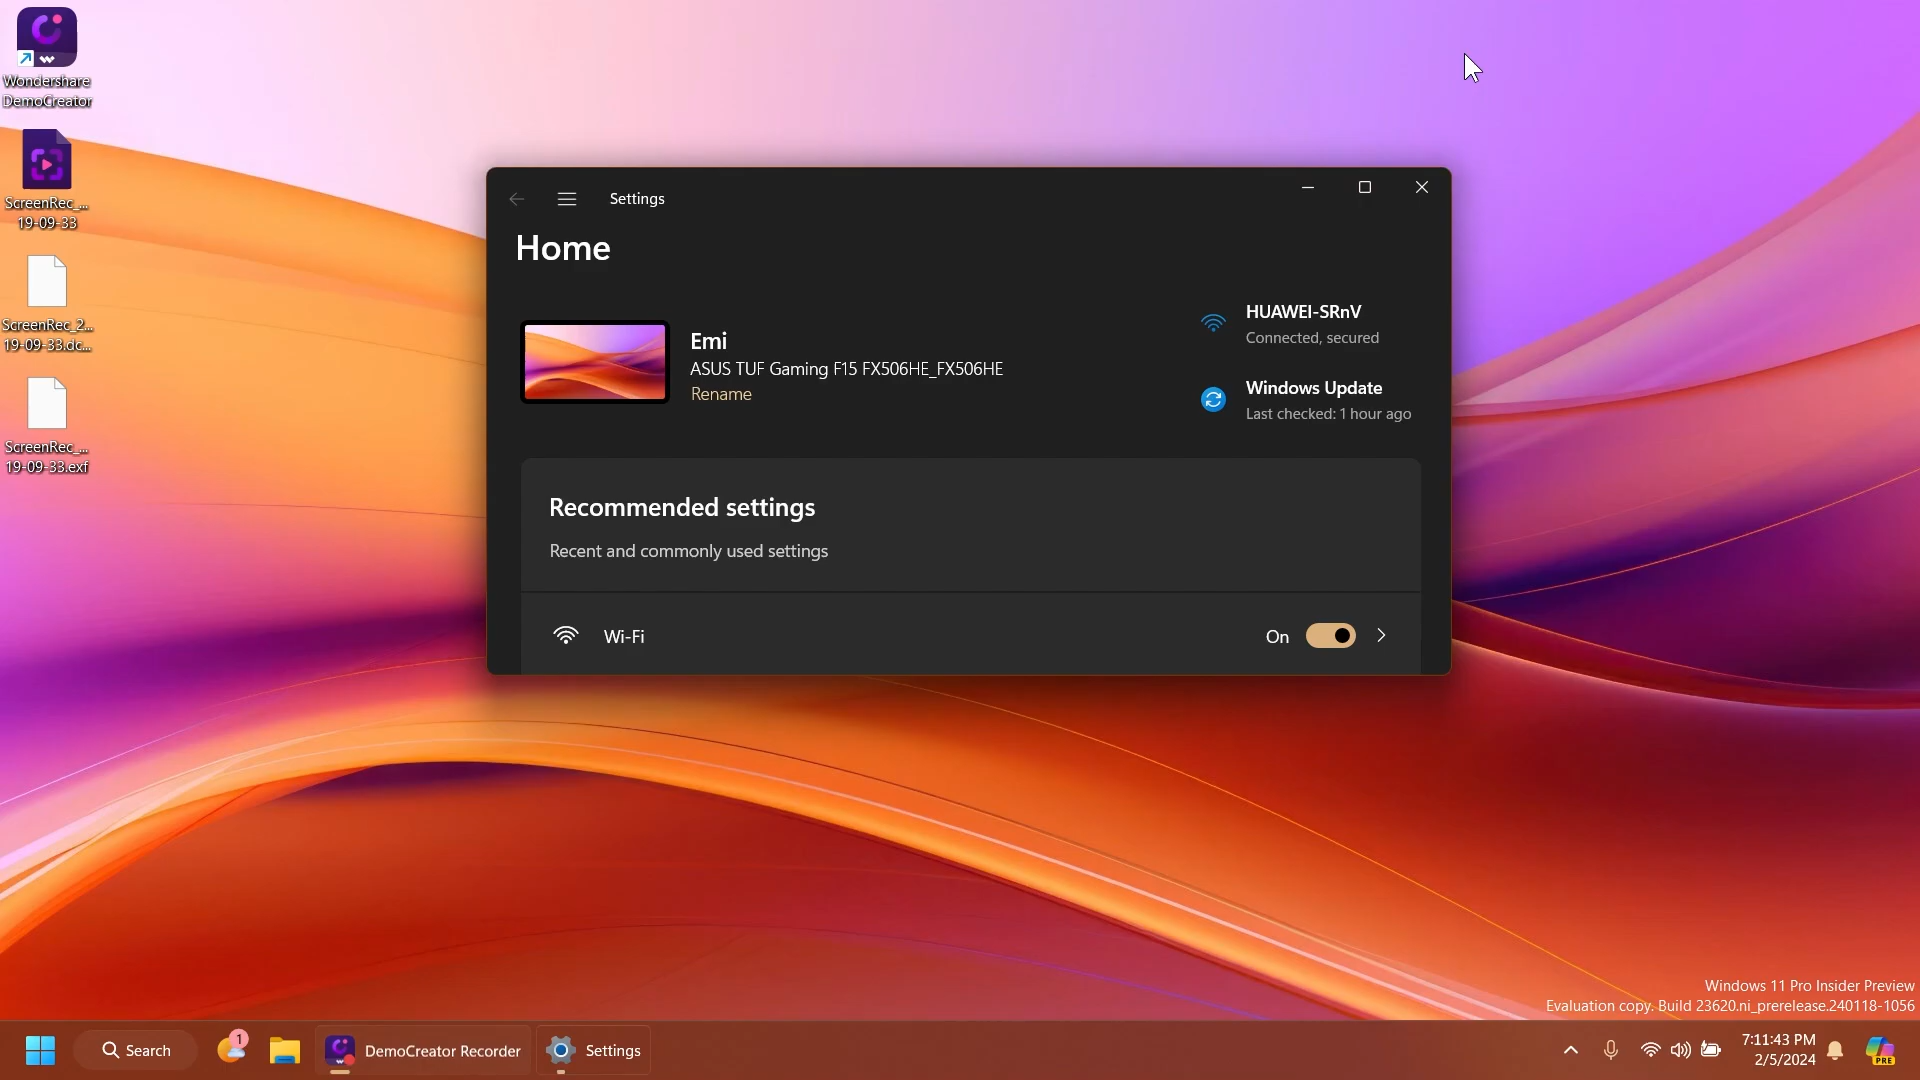 Wondershare
DemoCreator
ScreenRec_...
19-09-33
ScreenRec_2...
19-09-33.dc...
ScreenRec_...
19-09-33.exf
Settings
Home
Emi
ASUS TUF Gaming F15 FX506HE_FX506HE
Rename
HUAWEI-SRnV
Connected, secured
Windows Update
Last checked: 1 hour ago
Recommended settings
Recent and commonly used settings
Wi-Fi
On
Windows 11 Pro Insider Preview
Evaluation copy. Build 23620.ni_prerelease.240118-1056
Search
1
DemoCreator Recorder
Settings
7:11:43 PM
2/5/2024
PRE